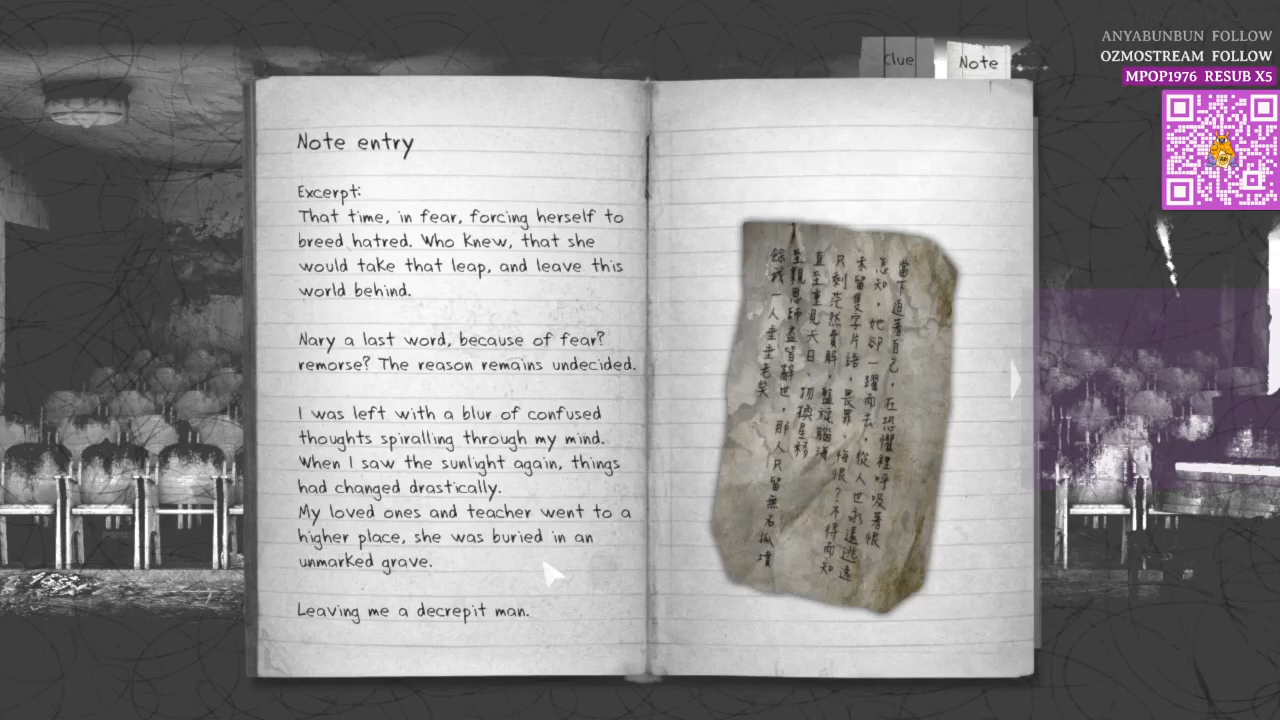 Clue
Note
ANYABUNBUN FOLLOW
OZMOSTREAM FOLLOW
MPOP1976 RESUB X5
Note entry
Excerpt:
That time, in fear, forcing herself to
breed hatred. Who knew, that she
would take that leap, and leave this
world behind.
Nary a last word, because of fear?
remorse? The reason remains undecided.
I was left with a blur of confused
thoughts spiralling through my mind.
When I saw the sunlight again, things
had changed drastically.
My loved ones and teacher went to a
higher place, she was buried in an
unmarked grave.
Leaving me a decrepit man.
當下逼著自己，在恐懼裡呼吸著恨
怎知，她卻一躍而去，從人世永遠逃
未留隻字片語，畏罪、悔恨？不得而知
只剩茫然費解，盤旋腦海
直至重見天日，物換星移
至親恩師盡皆辭世，那人只留無名孤墳
餘我一人垂垂老矣